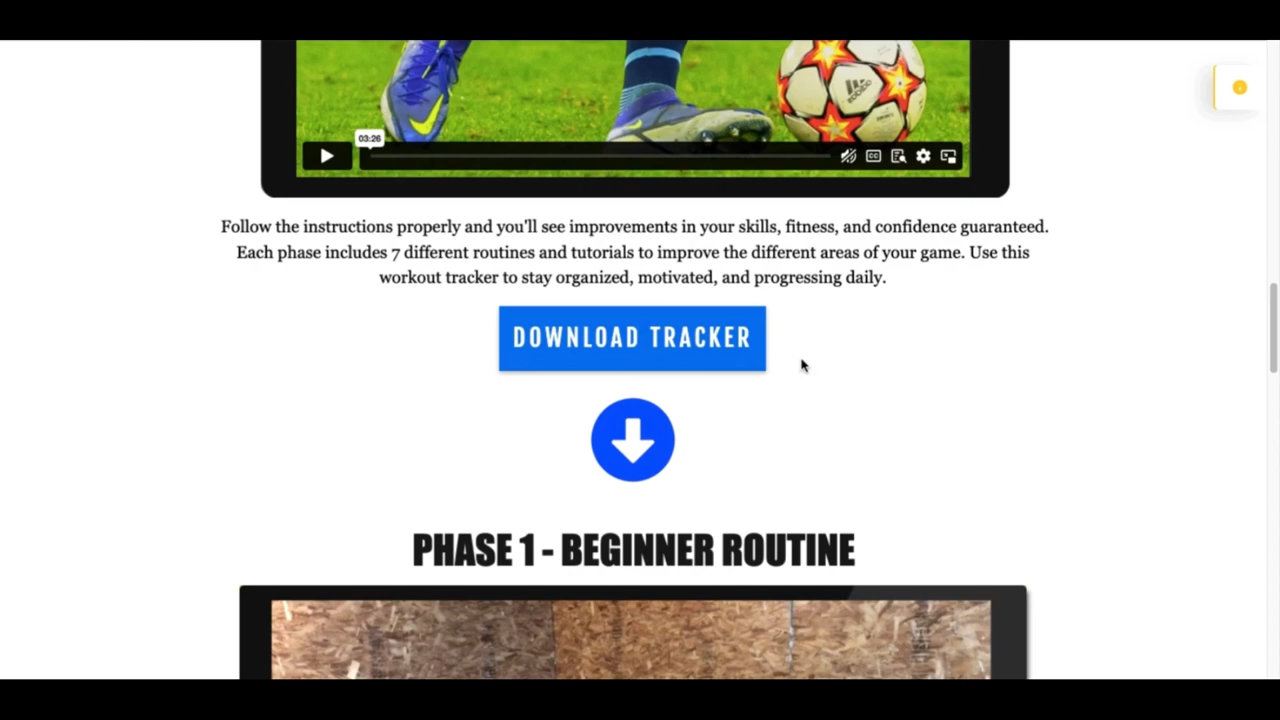 03:26
CC
Follow the instructions properly and you'll see improvements in your skills, fitness, and confidence guaranteed.
Each phase includes 7 different routines and tutorials to improve the different areas of your game. Use this
workout tracker to stay organized, motivated, and progressing daily.
DOWNLOAD TRACKER
PHASE 1 - BEGINNER ROUTINE